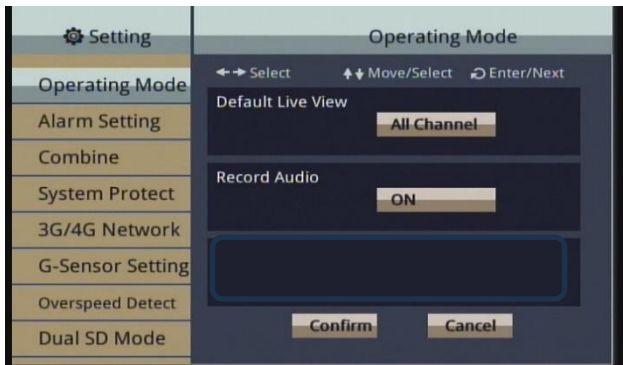 Setting
Operating Mode
Select Move/Select Enter/Next
Operating Mode
Alarm Setting
Combine
System Protect
3G/4G Network
G-Sensor Setting
Overspeed Detect
Dual SD Mode
Default Live View
All Channel
Record Audio
ON
Confirm Cancel